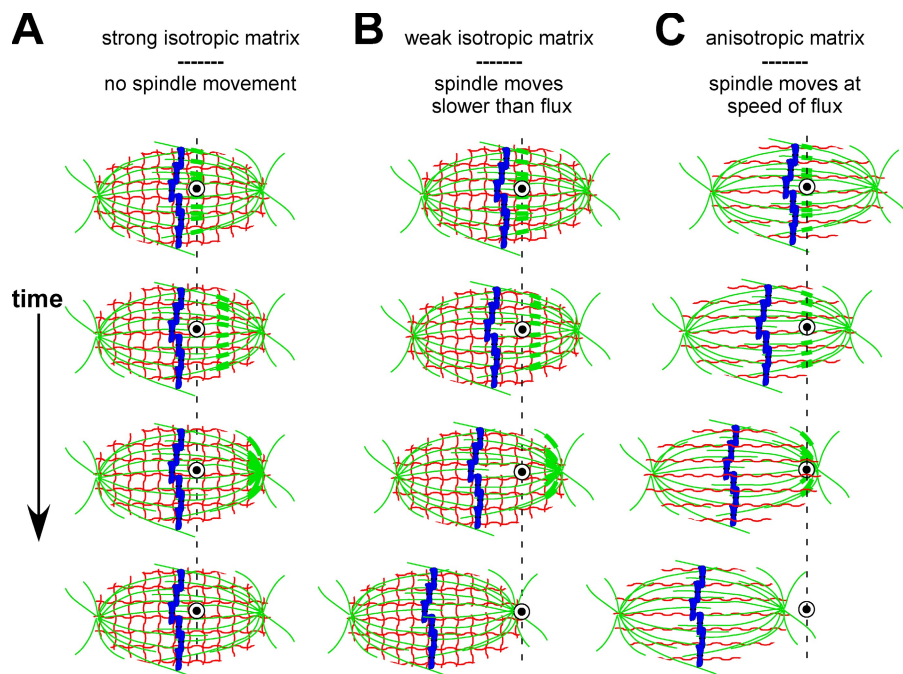 A
strong isotropic matrix
-------
no spindle movement
B
weak isotropic matrix
-------
spindle moves
slower than flux
C
anisotropic matrix
-------
spindle moves at
speed of flux
time